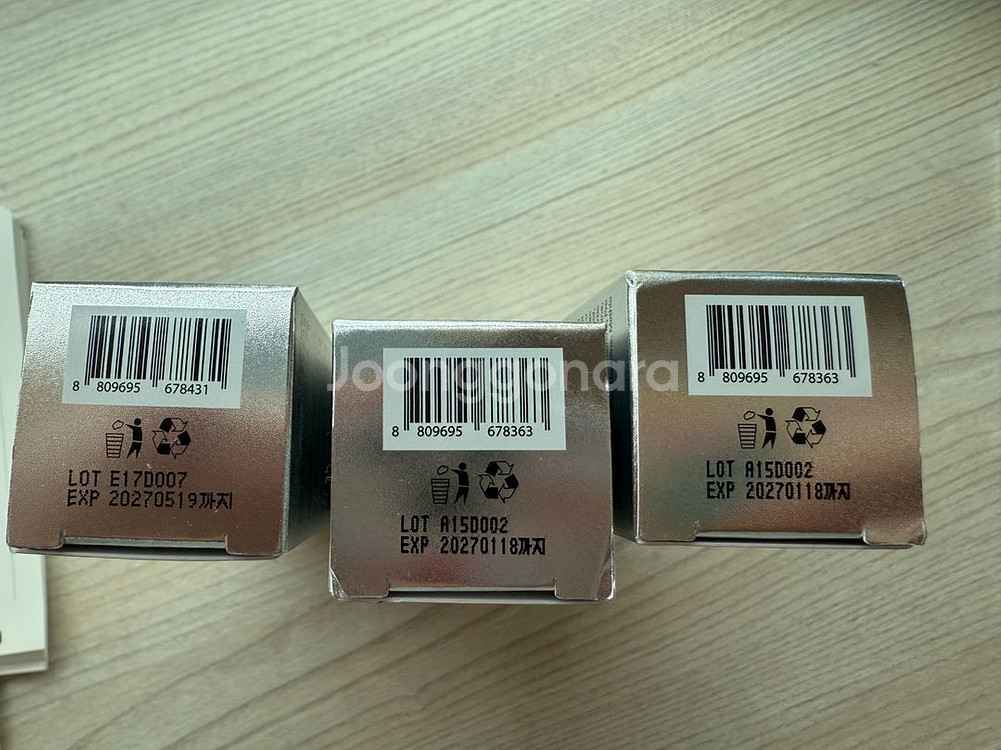 8 809695 678431
LOT E17D007
EXP 20270519까지
Joonggonara
8 809695 678363
LOT A15D002
EXP 20270118까지
8 809695 678363
LOT A15D002
EXP 20270118까지